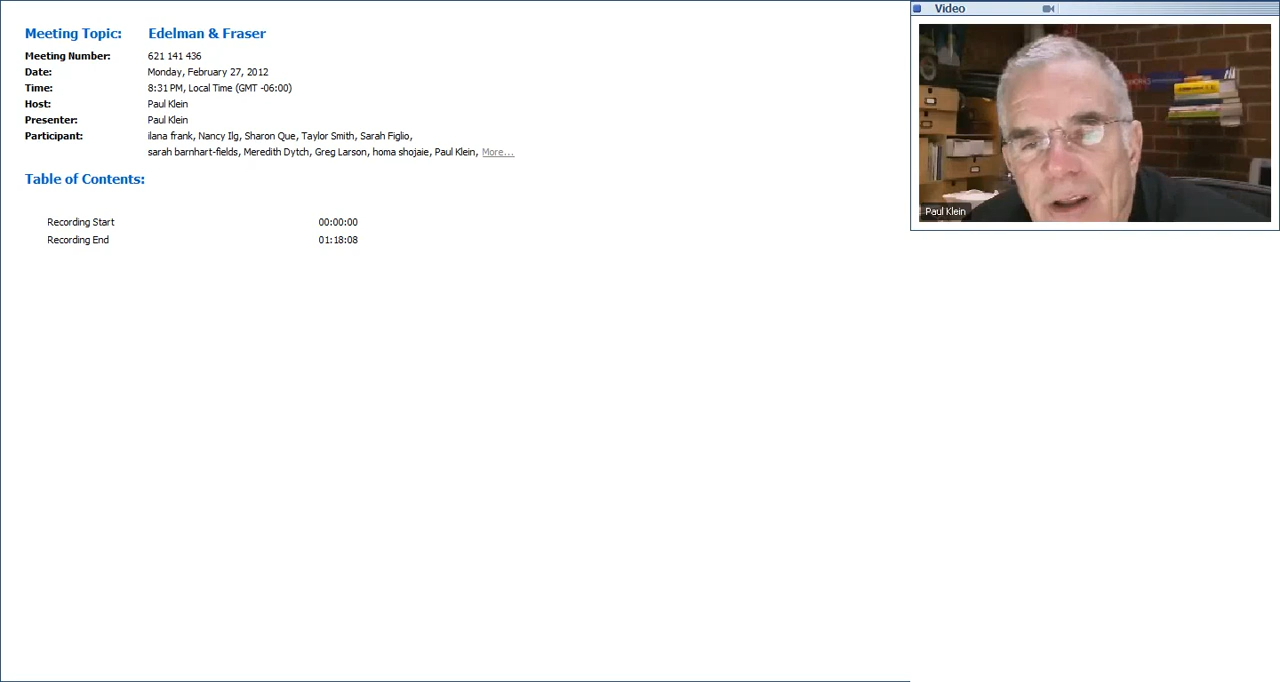 Meeting Topic: Edelman & Fraser
Meeting Number: 621 141 436
Date: Monday, February 27, 2012
Time: 8:31 PM, Local Time (GMT -06:00)
Host: Paul Klein
Presenter: Paul Klein
Participant: ilana frank, Nancy Ilg, Sharon Que, Taylor Smith, Sarah Figlio,
sarah barnhart-fields, Meredith Dytch, Greg Larson, homa shojaie, Paul Klein, More...
Table of Contents:
Recording Start 00:00:00
Recording End 01:18:08
Video
Paul Klein